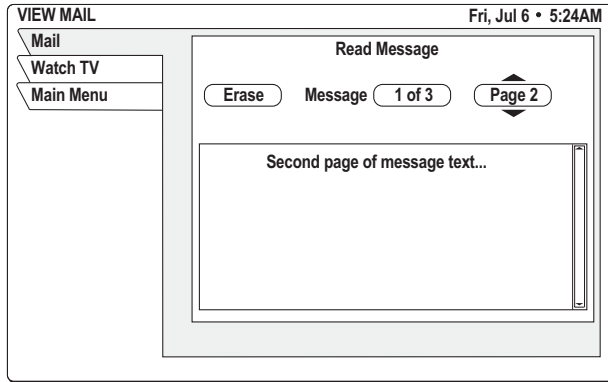 VIEW MAIL Fri, Jul 6 • 5:24AM
Mail
Read Message
Watch TV
Main Menu
Erase Message 1 of 3 Page 2
Second page of message text...